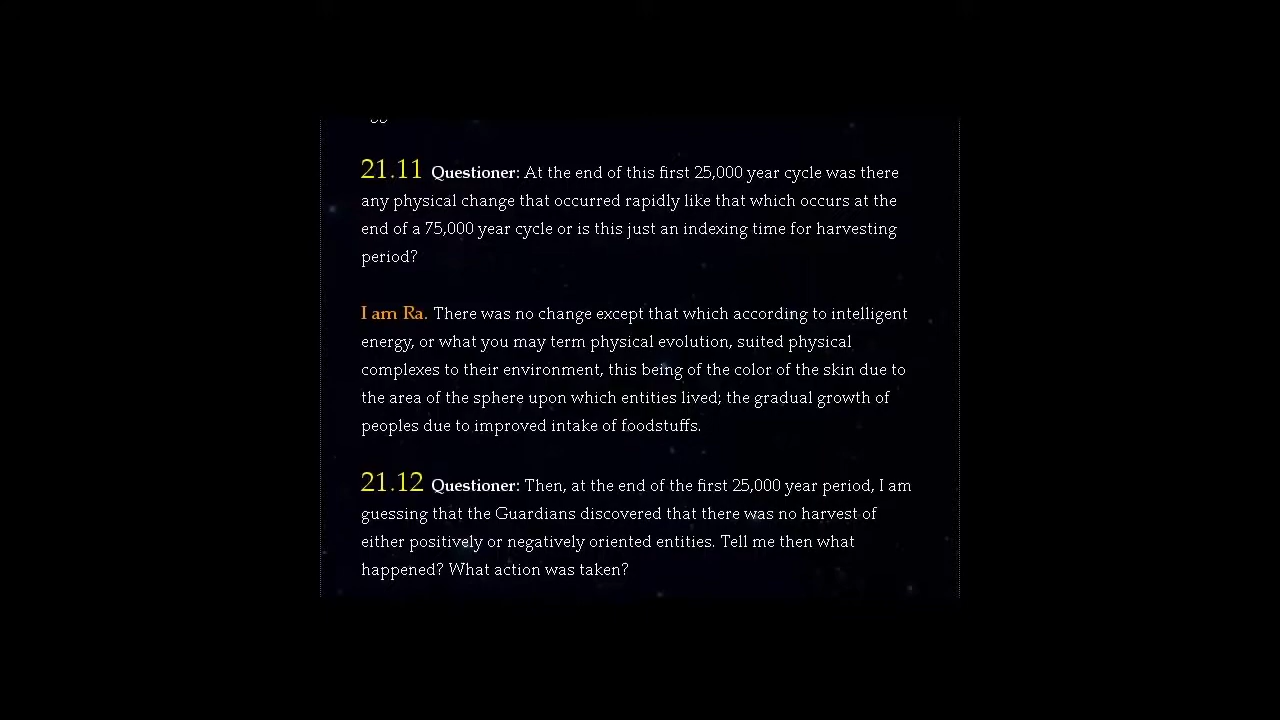 21.11 Questioner: At the end of this first 25,000 year cycle was there
any physical change that occurred rapidly like that which occurs at the
end of a 75,000 year cycle or is this just an indexing time for harvesting
period?
I am Ra. There was no change except that which according to intelligent
energy, or what you may term physical evolution, suited physical
complexes to their environment, this being of the color of the skin due to
the area of the sphere upon which entities lived; the gradual growth of
peoples due to improved intake of foodstuffs.
21.12 Questioner: Then, at the end of the first 25,000 year period, I am
guessing that the Guardians discovered that there was no harvest of
either positively or negatively oriented entities. Tell me then what
happened? What action was taken?